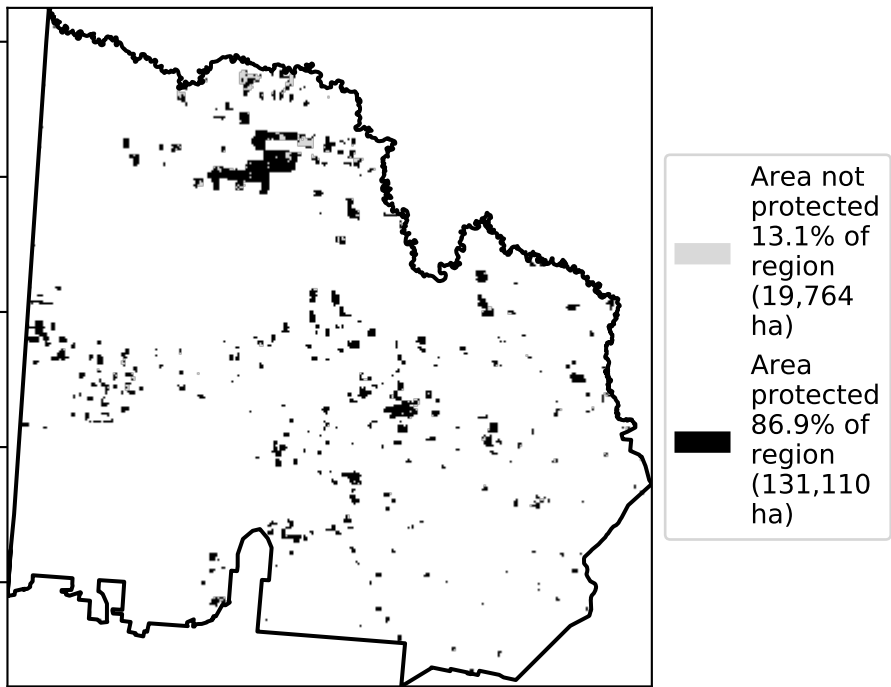 Area not
protected
13.1% of
region
(19,764
ha)
Area
protected
86.9% of
region
(131,110
ha)